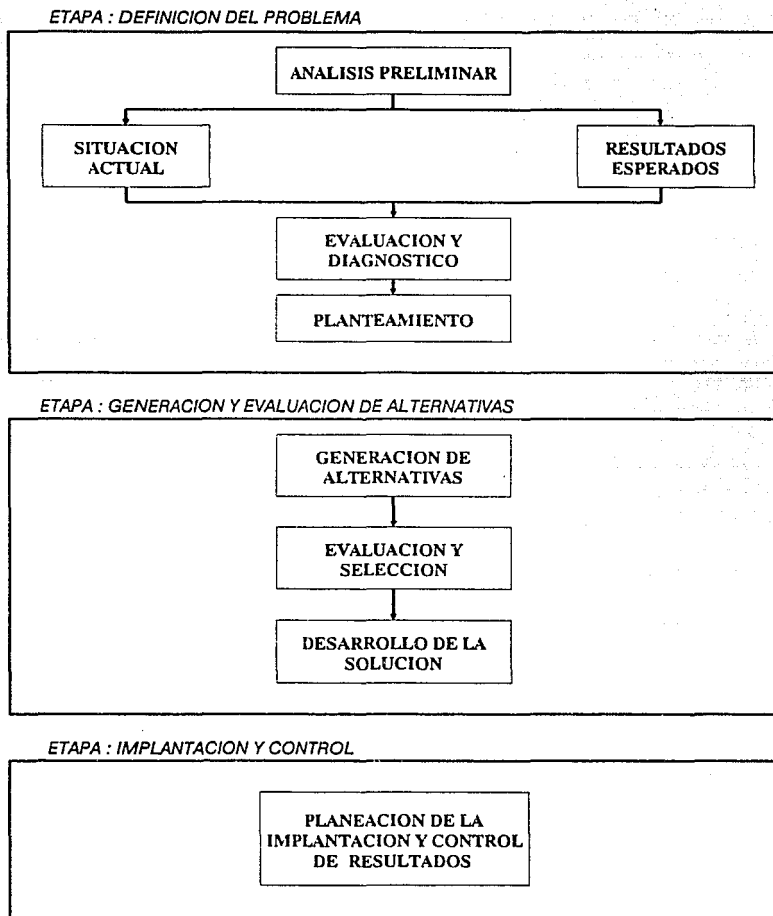 ETAPA : DEFINICION DEL PROBLEMA
ANALISIS PRELIMINAR
SITUACION
ACTUAL
RESULTADOS
ESPERADOS
EVALUACION Y
DIAGNOSTICO
PLANTEAMIENTO
ETAPA : GENERACION Y EVALUACION DE ALTERNATIVAS
GENERACION DE
ALTERNATIVAS
EVALUACION Y
SELECCION
DESARROLLO DE LA
SOLUCION
ETAPA : IMPLANTACION Y CONTROL
PLANEACION DE LA
IMPLANTACION Y CONTROL
DE RESULTADOS